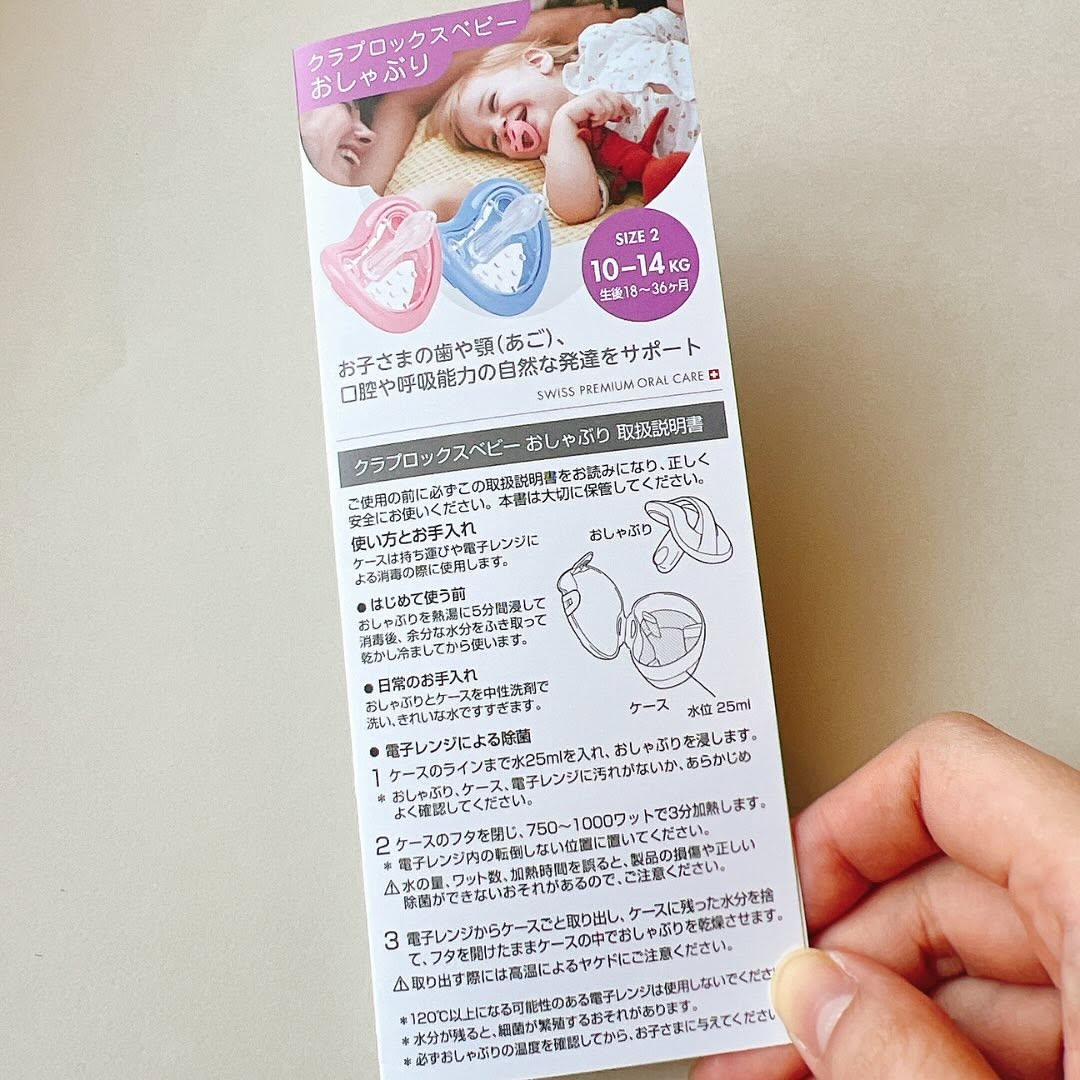 クラプロックスベビー
おしゃぶり
SIZE 2
10–14 KG
生後18～36ヶ月
お子さまの歯や顎(あご)、
口腔や呼吸能力の自然な発達をサポート
SWISS PREMIUM ORAL CARE
クラプロックスベビー おしゃぶり 取扱説明書
ご使用の前に必ずこの取扱説明書をお読みになり、正しく
安全にお使いください。本書は大切に保管してください。
使い方とお手入れ
ケースは持ち運びや電子レンジに
よる消毒の際に使用します。
おしゃぶり
● はじめて使う前
おしゃぶりを熱湯に5分間浸して
消毒後、余分な水分をふき取って
乾かし冷ましてから使います。
● 日常のお手入れ
おしゃぶりとケースを中性洗剤で
洗い、きれいな水ですすぎます。
ケース
水位 25ml
● 電子レンジによる除菌
1 ケースのラインまで水25mlを入れ、おしゃぶりを浸します。
* おしゃぶり、ケース、電子レンジに汚れがないか、あらかじめ
よく確認してください。
2 ケースのフタを閉じ、750～1000ワットで3分加熱します。
* 電子レンジ内の転倒しない位置に置いてください。
⚠水の量、ワット数、加熱時間を誤ると、製品の損傷や正しい
除菌ができないおそれがあるので、ご注意ください。
3 電子レンジからケースごと取り出し、ケースに残った水分を捨
て、フタを開けたままケースの中でおしゃぶりを乾燥させます。
⚠取り出す際には高温によるヤケドにご注意ください。
*120℃以上になる可能性のある電子レンジは使用しないでくださ
* 水分が残ると、細菌が繁殖するおそれがあります。
* 必ずおしゃぶりの温度を確認してから、お子さまに与えてください